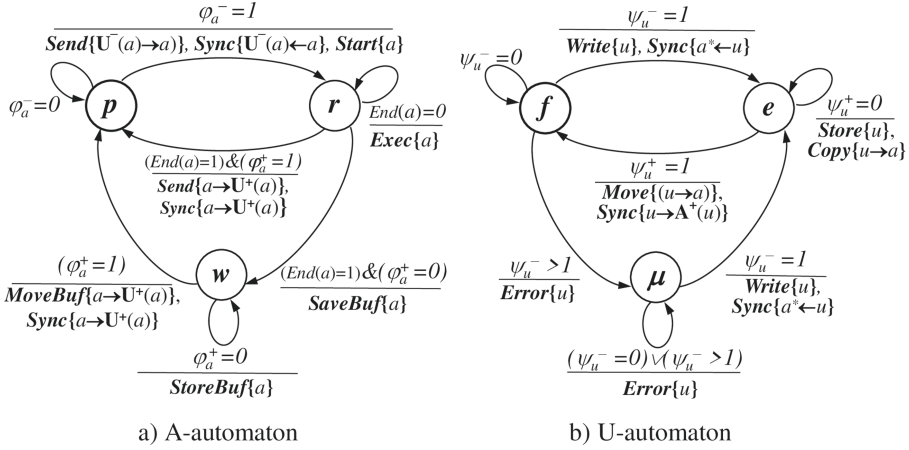 φa⁻=1
Send{U⁻(a)→a)}, Sync{U⁻(a)←a}, Start{a}
φa⁻=0
p
r
End(a)=0
Exec{a}
(End(a)=1)&(φa⁺=1)
Send{a→U⁺(a)},
Sync{a→U⁺(a)}
(φa⁺=1)
MoveBuf{a→U⁺(a)},
Sync{a→U⁺(a)}
w
(End(a)=1)&(φa⁺=0)
SaveBuf{a}
φa⁺=0
StoreBuf{a}
a) A-automaton
ψu⁻=1
Write{u}, Sync{a*←u}
ψu⁻=0
f
e
ψu⁺=0
Store{u},
Copy{u→a}
ψu⁺=1
Move{(u→a)},
Sync{u→A⁺(u)}
ψu⁻>1
Error{u}
μ
ψu⁻=1
Write{u},
Sync{a*←u}
(ψu⁻=0)∨(ψu⁻>1)
Error{u}
b) U-automaton